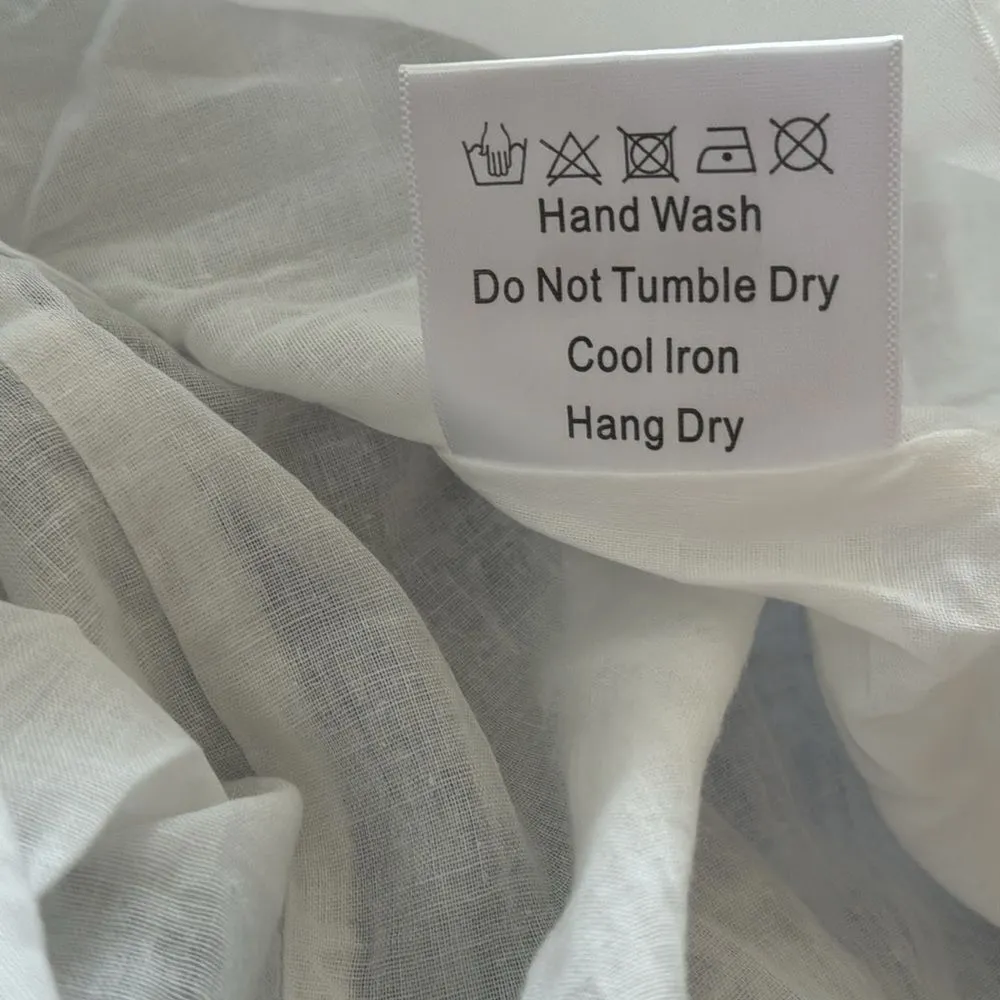 Hand Wash
Do Not Tumble Dry
Cool Iron
Hang Dry